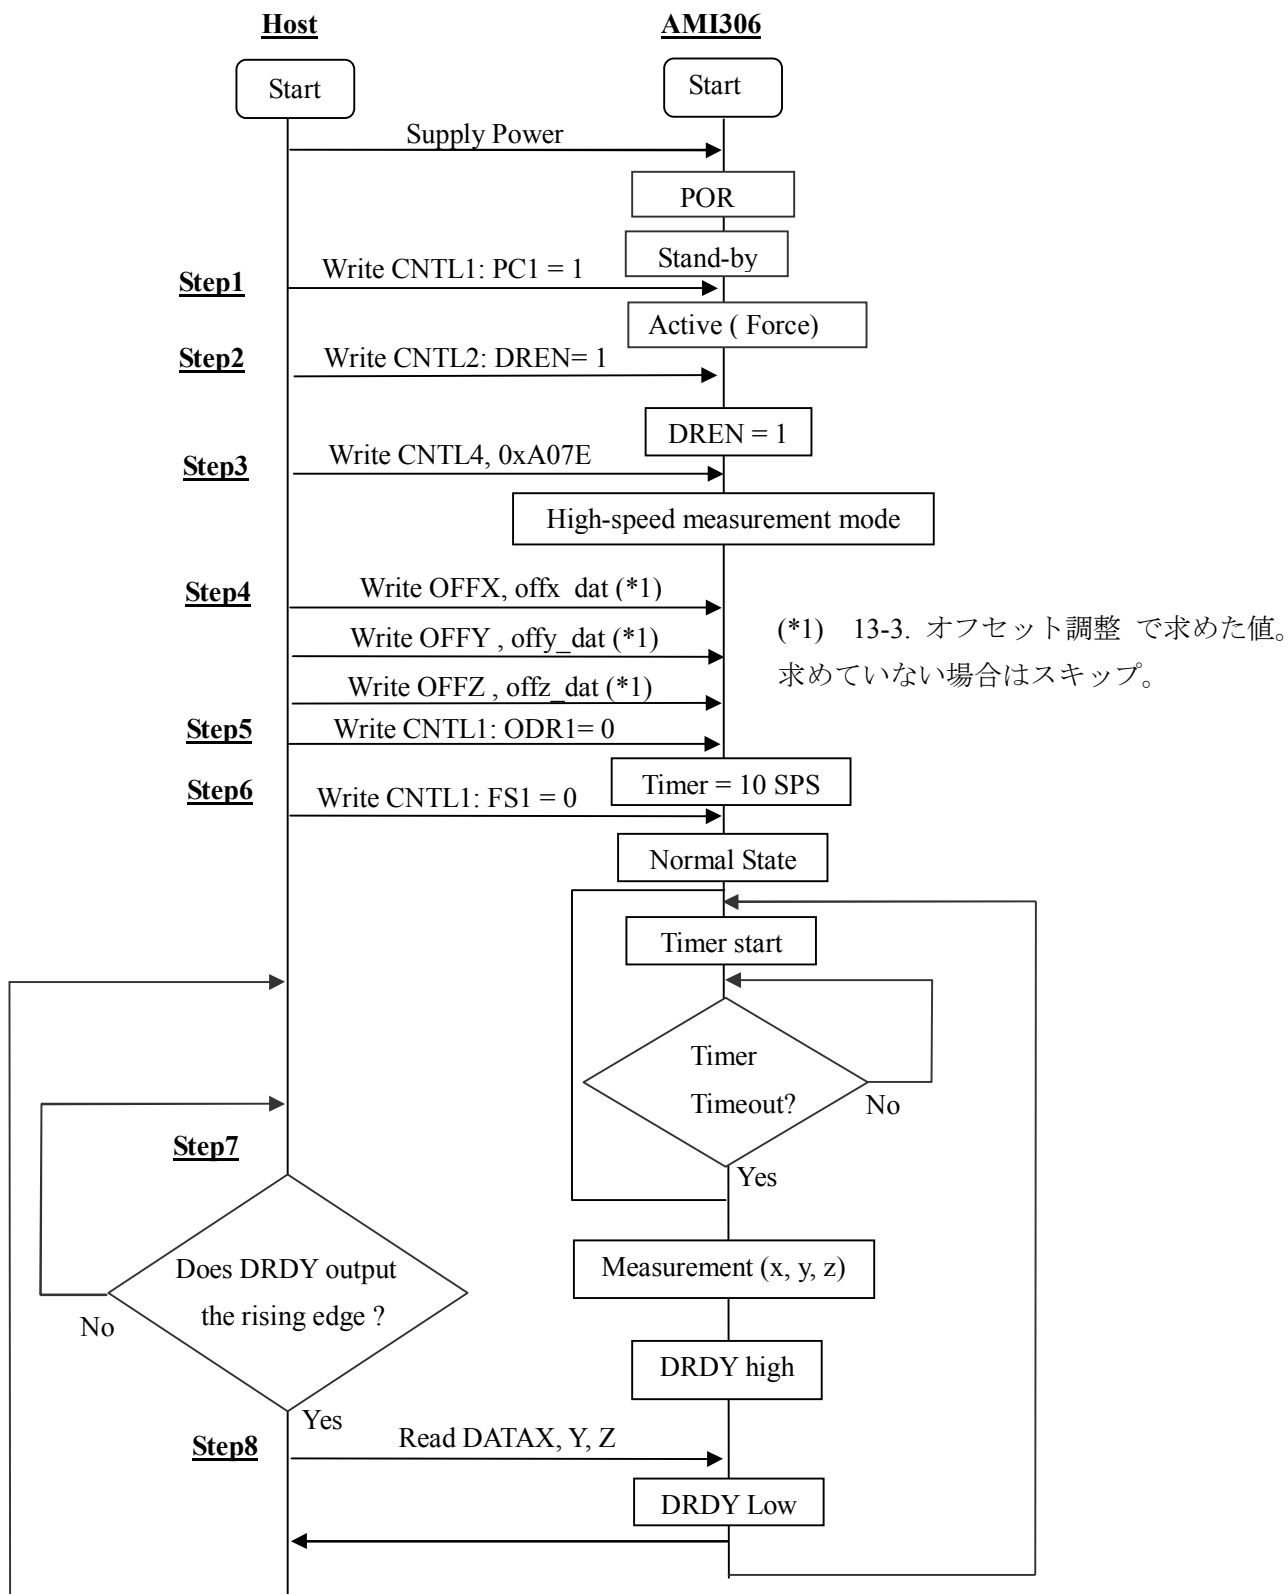 Host
AMI306
Start
Start
Supply Power
POR
Stand-by
Step1
Write CNTL1: PC1 = 1
Active ( Force)
Step2
Write CNTL2: DREN= 1
DREN = 1
Step3
Write CNTL4, 0xA07E
High-speed measurement mode
Step4
Write OFFX, offx_dat (*1)
Write OFFY , offy_dat (*1)
(*1) 13-3. オフセット調整 で求めた値。
求めていない場合はスキップ。
Write OFFZ , offz_dat (*1)
Step5
Write CNTL1: ODR1= 0
Timer = 10 SPS
Step6
Write CNTL1: FS1 = 0
Normal State
Timer start
Timer
Timeout?
No
Yes
Step7
Does DRDY output
the rising edge ?
No
Yes
Measurement (x, y, z)
DRDY high
Step8
Read DATAX, Y, Z
DRDY Low